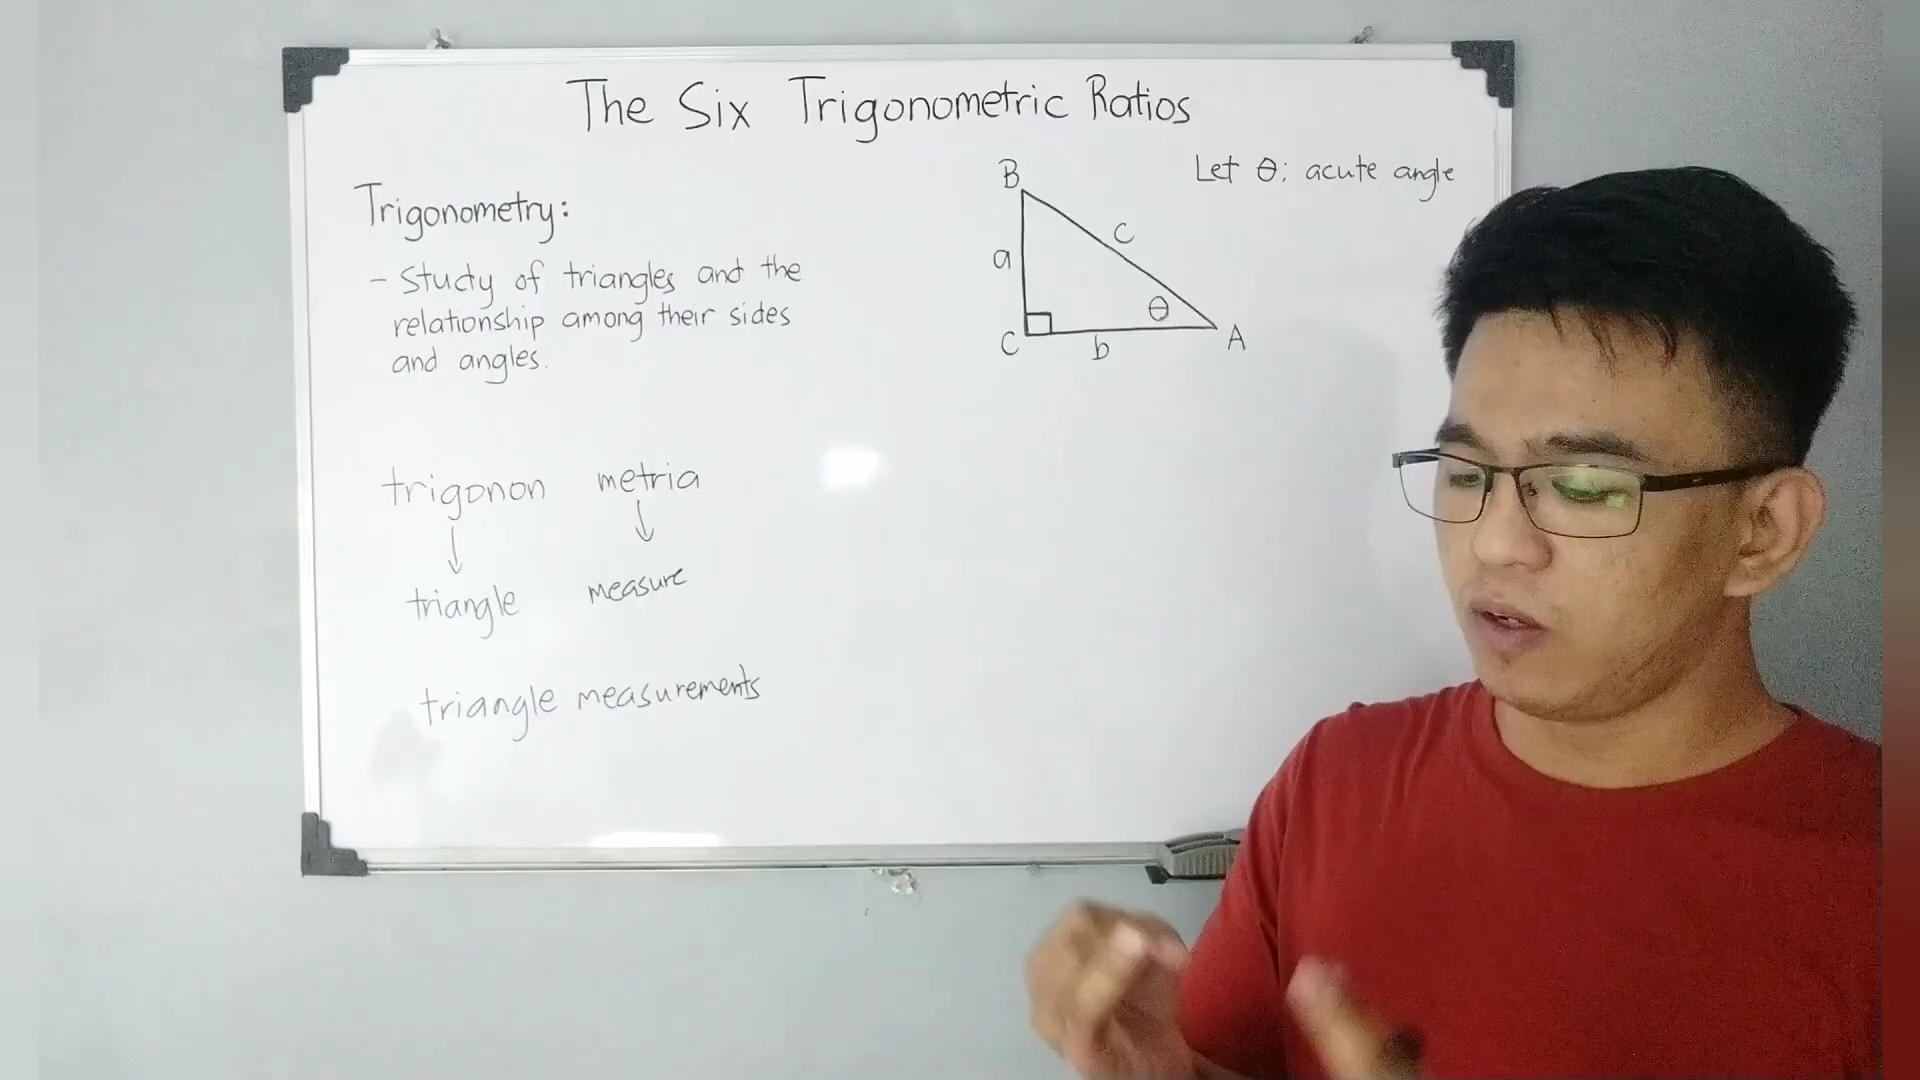 The Six Trigonometric Ratios
Trigonometry:
- Study of triangles and the
relationship among their sides
and angles.
trigonon metria
↓ ↓
triangle measure
triangle measurements
Let θ: acute angle
B
c
a
θ
C
b
A